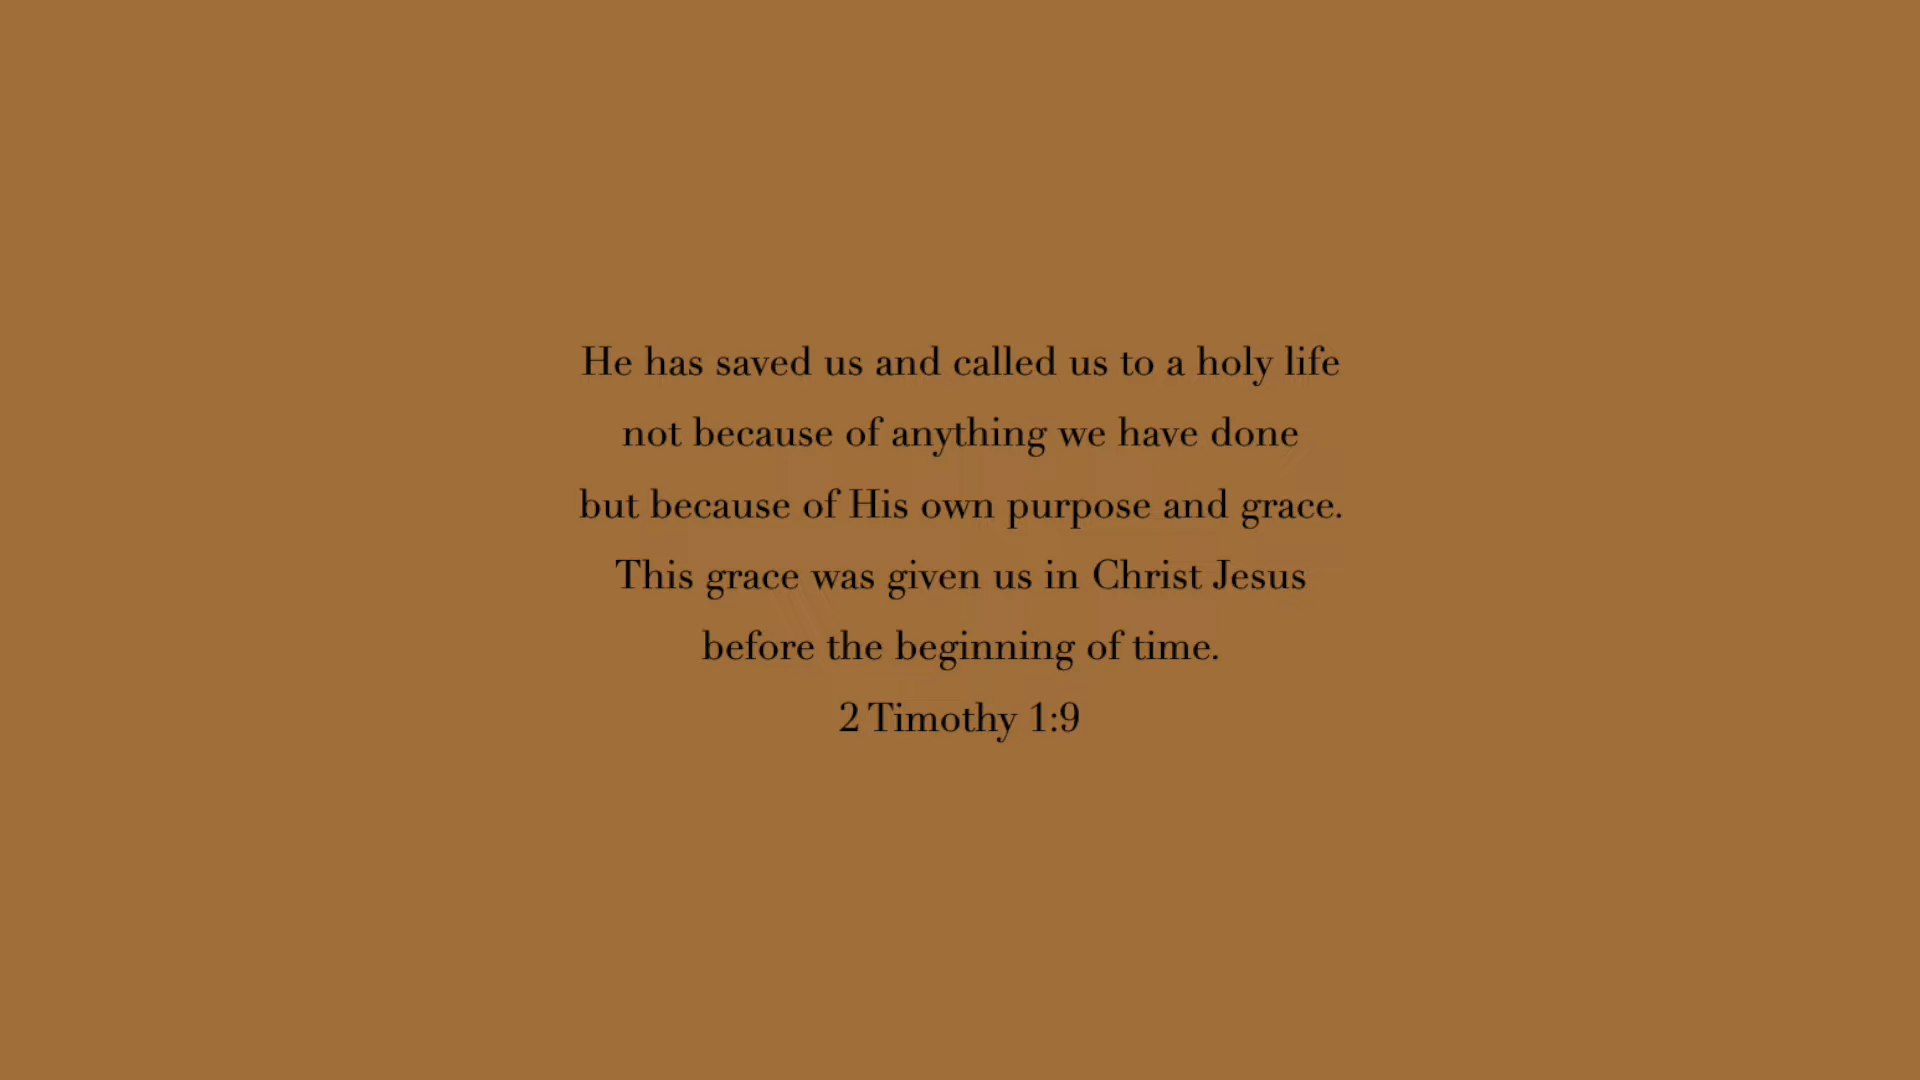 He has saved us and called us to a holy life
not because of anything we have done
but because of His own purpose and grace.
This grace was given us in Christ Jesus
before the beginning of time.
2 Timothy 1:9